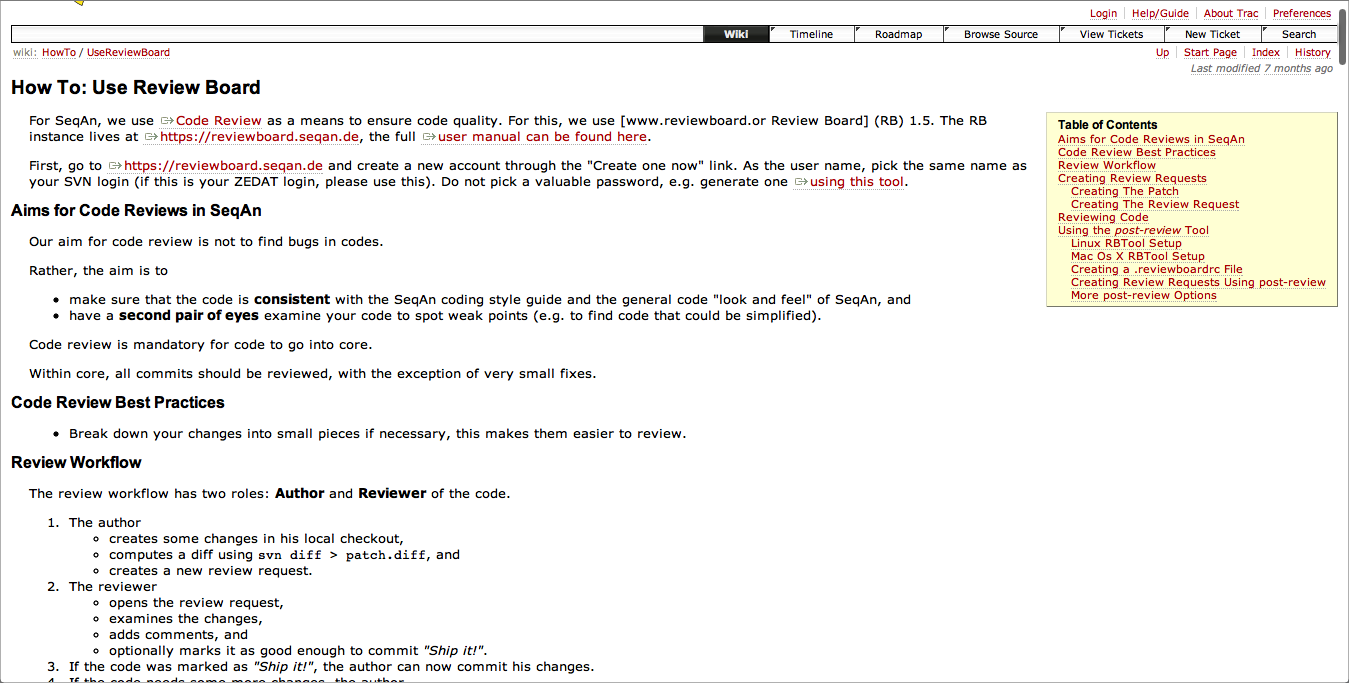 Login Help/Guide About Trac Preferences
Wiki Timeline Roadmap Browse Source View Tickets New Ticket Search
wiki: HowTo / UseReviewBoard
Up Start Page Index History
Last modified 7 months ago
How To: Use Review Board
For SeqAn, we use Code Review as a means to ensure code quality. For this, we use [www.reviewboard.or Review Board] (RB) 1.5. The RB
instance lives at https://reviewboard.seqan.de, the full user manual can be found here.
First, go to https://reviewboard.seqan.de and create a new account through the "Create one now" link. As the user name, pick the same name as
your SVN login (if this is your ZEDAT login, please use this). Do not pick a valuable password, e.g. generate one using this tool.
Table of Contents
Aims for Code Reviews in SeqAn
Code Review Best Practices
Review Workflow
Creating Review Requests
Creating The Patch
Creating The Review Request
Reviewing Code
Using the post-review Tool
Linux RBTool Setup
Mac Os X RBTool Setup
Creating a .reviewboardrc File
Creating Review Requests Using post-review
More post-review Options
Aims for Code Reviews in SeqAn
Our aim for code review is not to find bugs in codes.
Rather, the aim is to
• make sure that the code is consistent with the SeqAn coding style guide and the general code "look and feel" of SeqAn, and
• have a second pair of eyes examine your code to spot weak points (e.g. to find code that could be simplified).
Code review is mandatory for code to go into core.
Within core, all commits should be reviewed, with the exception of very small fixes.
Code Review Best Practices
• Break down your changes into small pieces if necessary, this makes them easier to review.
Review Workflow
The review workflow has two roles: Author and Reviewer of the code.
1. The author
◦ creates some changes in his local checkout,
◦ computes a diff using svn diff > patch.diff, and
◦ creates a new review request.
2. The reviewer
◦ opens the review request,
◦ examines the changes,
◦ adds comments, and
◦ optionally marks it as good enough to commit "Ship it!".
3. If the code was marked as "Ship it!", the author can now commit his changes.
4. If the code needs some more changes, the author